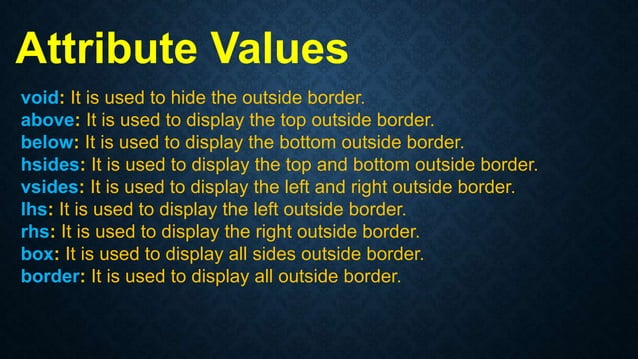 Attribute Values
void: It is used to hide the outside border.
above: It is used to display the top outside border.
below: It is used to display the bottom outside border.
hsides: It is used to display the top and bottom outside border.
vsides: It is used to display the left and right outside border.
lhs: It is used to display the left outside border.
rhs: It is used to display the right outside border.
box: It is used to display all sides outside border.
border: It is used to display all outside border.